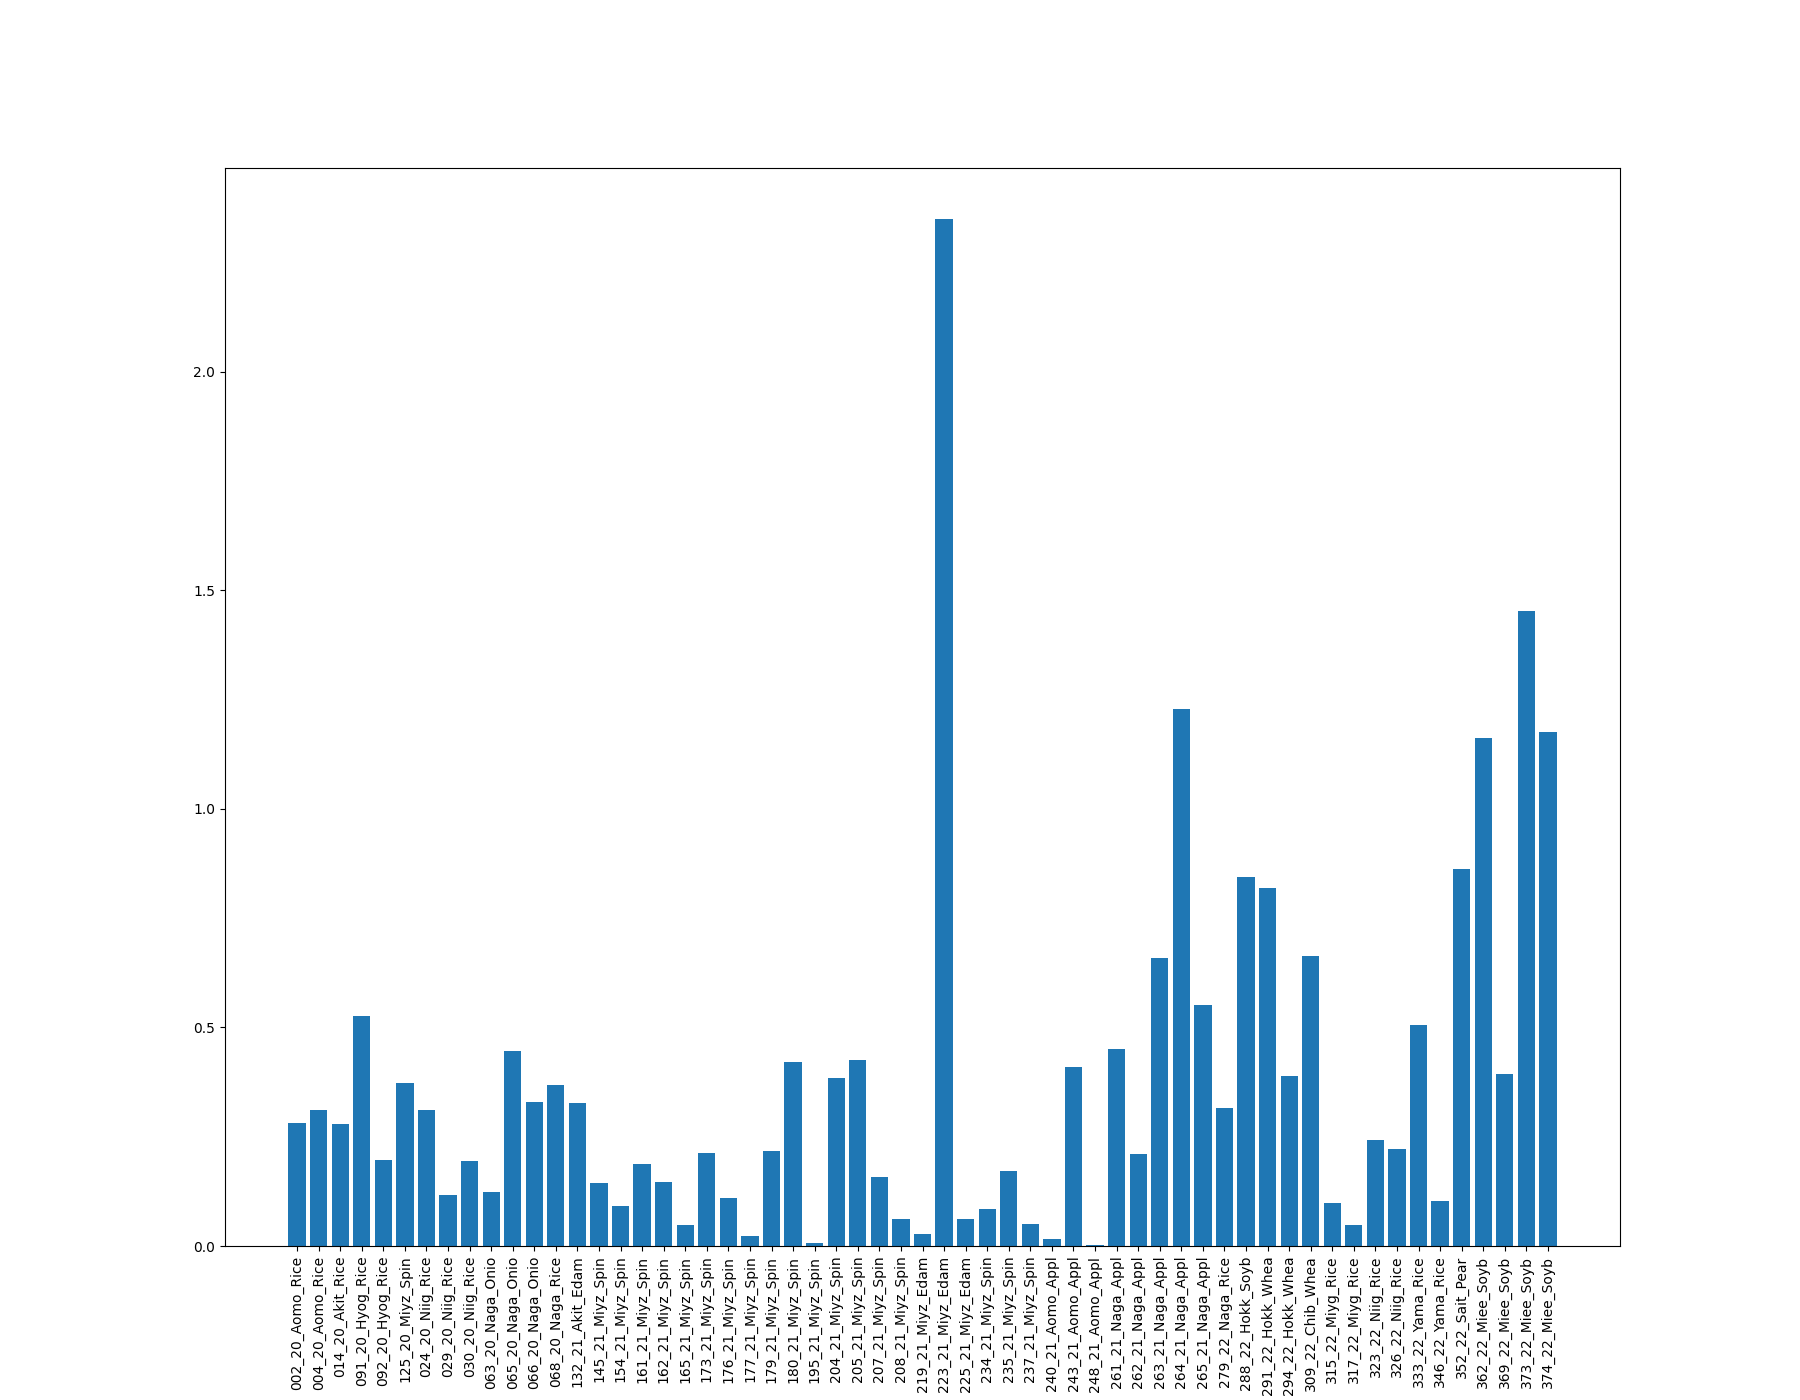 2.0
1.5
1.0
0.5
0.0
002_20_Aomo_Rice
004_20_Aomo_Rice
014_20_Akit_Rice
091_20_Hyog_Rice
092_20_Hyog_Rice
125_20_Miyz_Spin
024_20_Niig_Rice
029_20_Niig_Rice
030_20_Niig_Rice
063_20_Naga_Onio
065_20_Naga_Onio
066_20_Naga_Onio
068_20_Naga_Rice
132_21_Akit_Edam
145_21_Miyz_Spin
154_21_Miyz_Spin
161_21_Miyz_Spin
162_21_Miyz_Spin
165_21_Miyz_Spin
173_21_Miyz_Spin
176_21_Miyz_Spin
177_21_Miyz_Spin
179_21_Miyz_Spin
180_21_Miyz_Spin
195_21_Miyz_Spin
204_21_Miyz_Spin
205_21_Miyz_Spin
207_21_Miyz_Spin
208_21_Miyz_Spin
219_21_Miyz_Edam
223_21_Miyz_Edam
225_21_Miyz_Edam
234_21_Miyz_Spin
235_21_Miyz_Spin
237_21_Miyz_Spin
240_21_Aomo_Appl
243_21_Aomo_Appl
248_21_Aomo_Appl
261_21_Naga_Appl
262_21_Naga_Appl
263_21_Naga_Appl
264_21_Naga_Appl
265_21_Naga_Appl
279_22_Naga_Rice
288_22_Hokk_Soyb
291_22_Hokk_Whea
294_22_Hokk_Whea
309_22_Chib_Whea
315_22_Miyg_Rice
317_22_Miyg_Rice
323_22_Niig_Rice
326_22_Niig_Rice
333_22_Yama_Rice
346_22_Yama_Rice
352_22_Sait_Pear
362_22_Miee_Soyb
369_22_Miee_Soyb
373_22_Miee_Soyb
374_22_Miee_Soyb